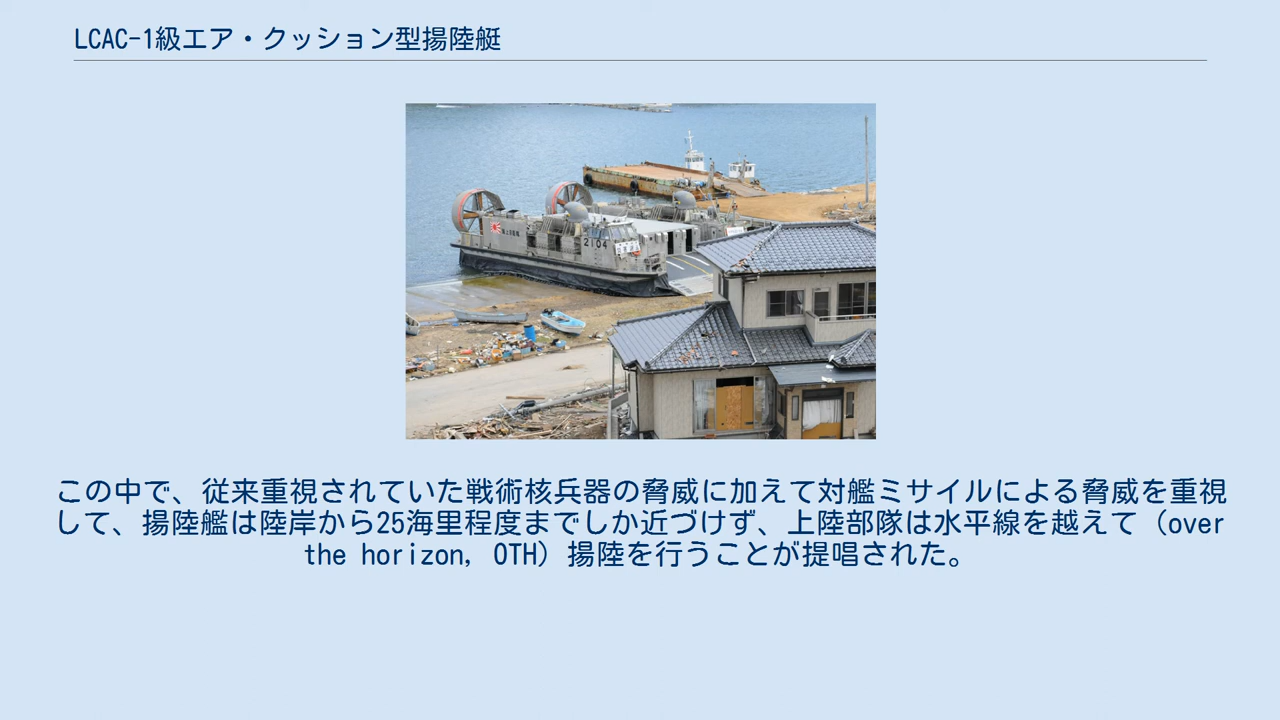 LCAC-1級エア・クッション型揚陸艇
2104
この中で、従来重視されていた戦術核兵器の脅威に加えて対艦ミサイルによる脅威を重視
して、揚陸艦は陸岸から25海里程度までしか近づけず、上陸部隊は水平線を越えて（over
the horizon, OTH）揚陸を行うことが提唱された。